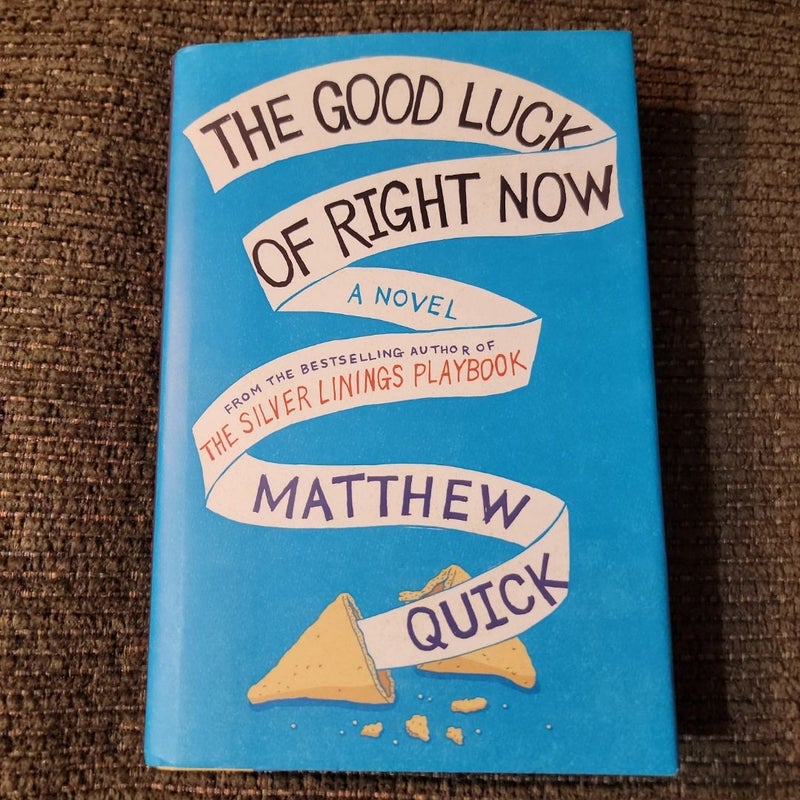 THE GOOD LUCK
OF RIGHT NOW
A NOVEL
FROM THE BESTSELLING AUTHOR OF
THE SILVER LININGS PLAYBOOK
MATTHEW
QUICK